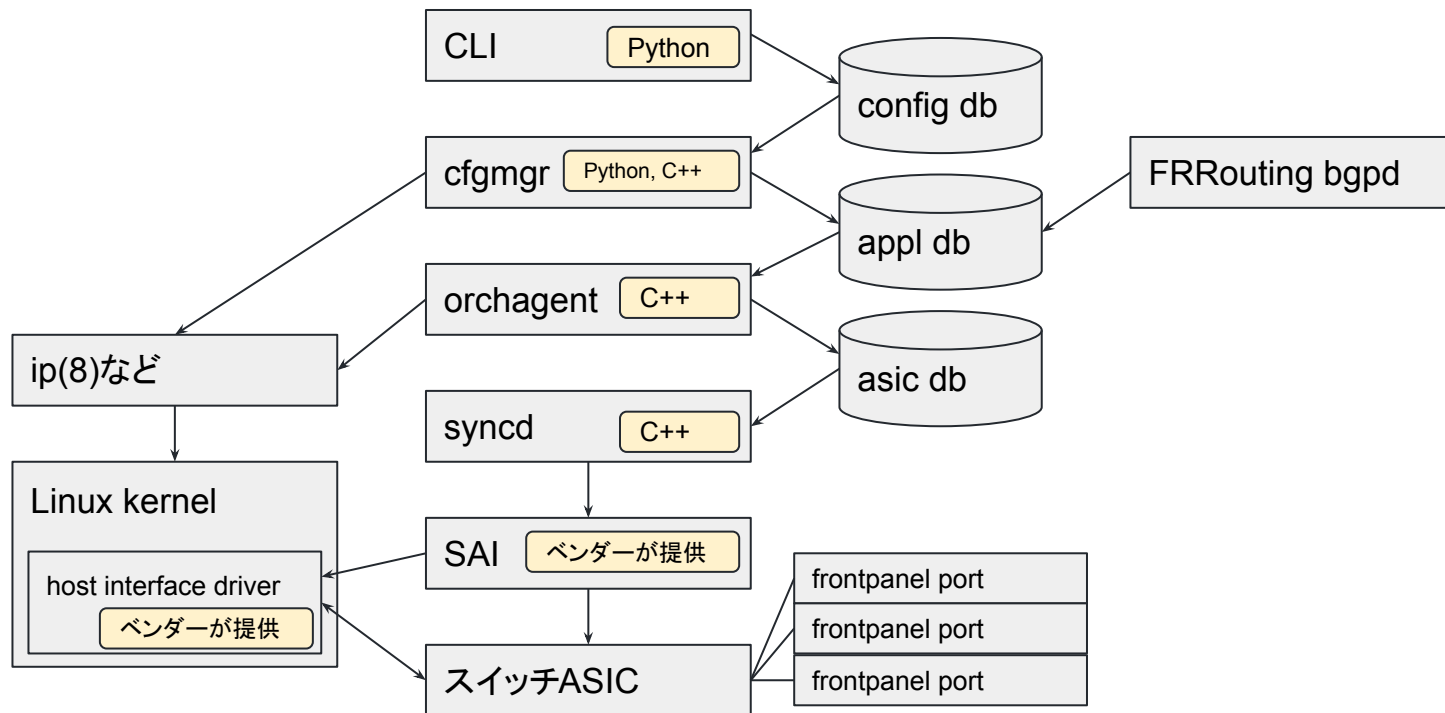 CLI
Python
config db
cfgmgr
Python, C++
FRRouting bgpd
appl db
orchagent
C++
ip(8)など
asic db
syncd
C++
Linux kernel
SAI
ベンダーが提供
host interface driver
ベンダーが提供
frontpanel port
frontpanel port
frontpanel port
スイッチASIC